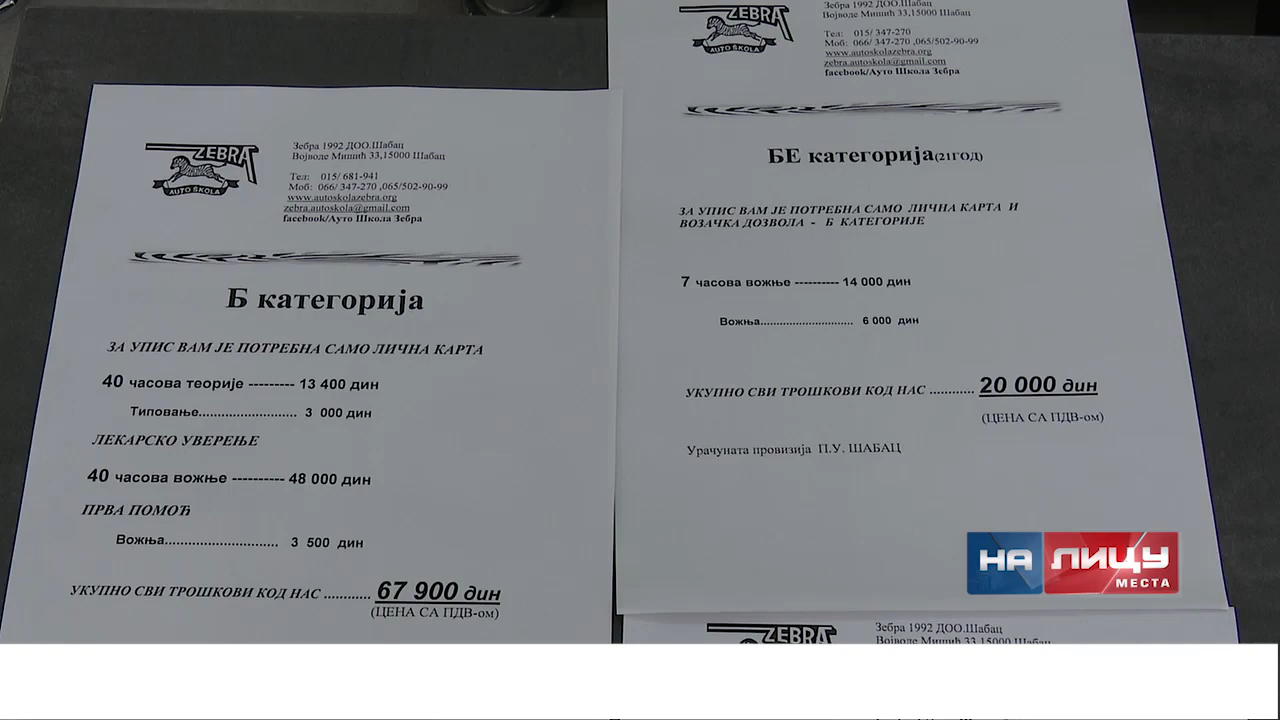 ZEBRA
AUTO ŠKOLA
Зебра 1992 ДОО.Шабац
Војводе Мишић 33,15000 Шабац
Тел: 015/ 681-941
Моб: 066/ 347-270 ,065/502-90-99
www.autoskolazebra.org
zebra.autoskola@gmail.com
facebook/Ауто Школа Зебра
Б категорија
ЗА УПИС ВАМ ЈЕ ПОТРЕБНА САМО ЛИЧНА КАРТА
40 часова теорије --------- 13 400 дин
Типовање.......................... 3 000 дин
ЛЕКАРСКО УВЕРЕЊЕ
40 часова вожње ---------- 48 000 дин
ПРВА ПОМОЋ
Вожња.............................. 3 500 дин
УКУПНО СВИ ТРОШКОВИ КОД НАС ........... 67 900 дин
(ЦЕНА СА ПДВ-ом)
ZEBRA
AUTO ŠKOLA
Зебра 1992 ДОО.Шабац
Војводе Мишић 33,15000 Шабац
Тел: 015/ 347-270
Моб: 066/ 347-270 ,065/502-90-99
www.autoskolazebra.org
zebra.autoskola@gmail.com
facebook/Ауто Школа Зебра
БЕ категорија(21ГОД)
ЗА УПИС ВАМ ЈЕ ПОТРЕБНА САМО ЛИЧНА КАРТА И
ВОЗАЧКА ДОЗВОЛА - Б КАТЕГОРИЈЕ
7 часова вожње ---------- 14 000 дин
Вожња............................. 6 000 дин
УКУПНО СВИ ТРОШКОВИ КОД НАС ........... 20 000 дин
(ЦЕНА СА ПДВ-ом)
Урачуната провизија П.У. ШАБАЦ
НА ЛИЦУ
МЕСТА
ZEBRA
Зебра 1992 ДОО.Шабац
Војводе Мишић 33,15000 Шабац